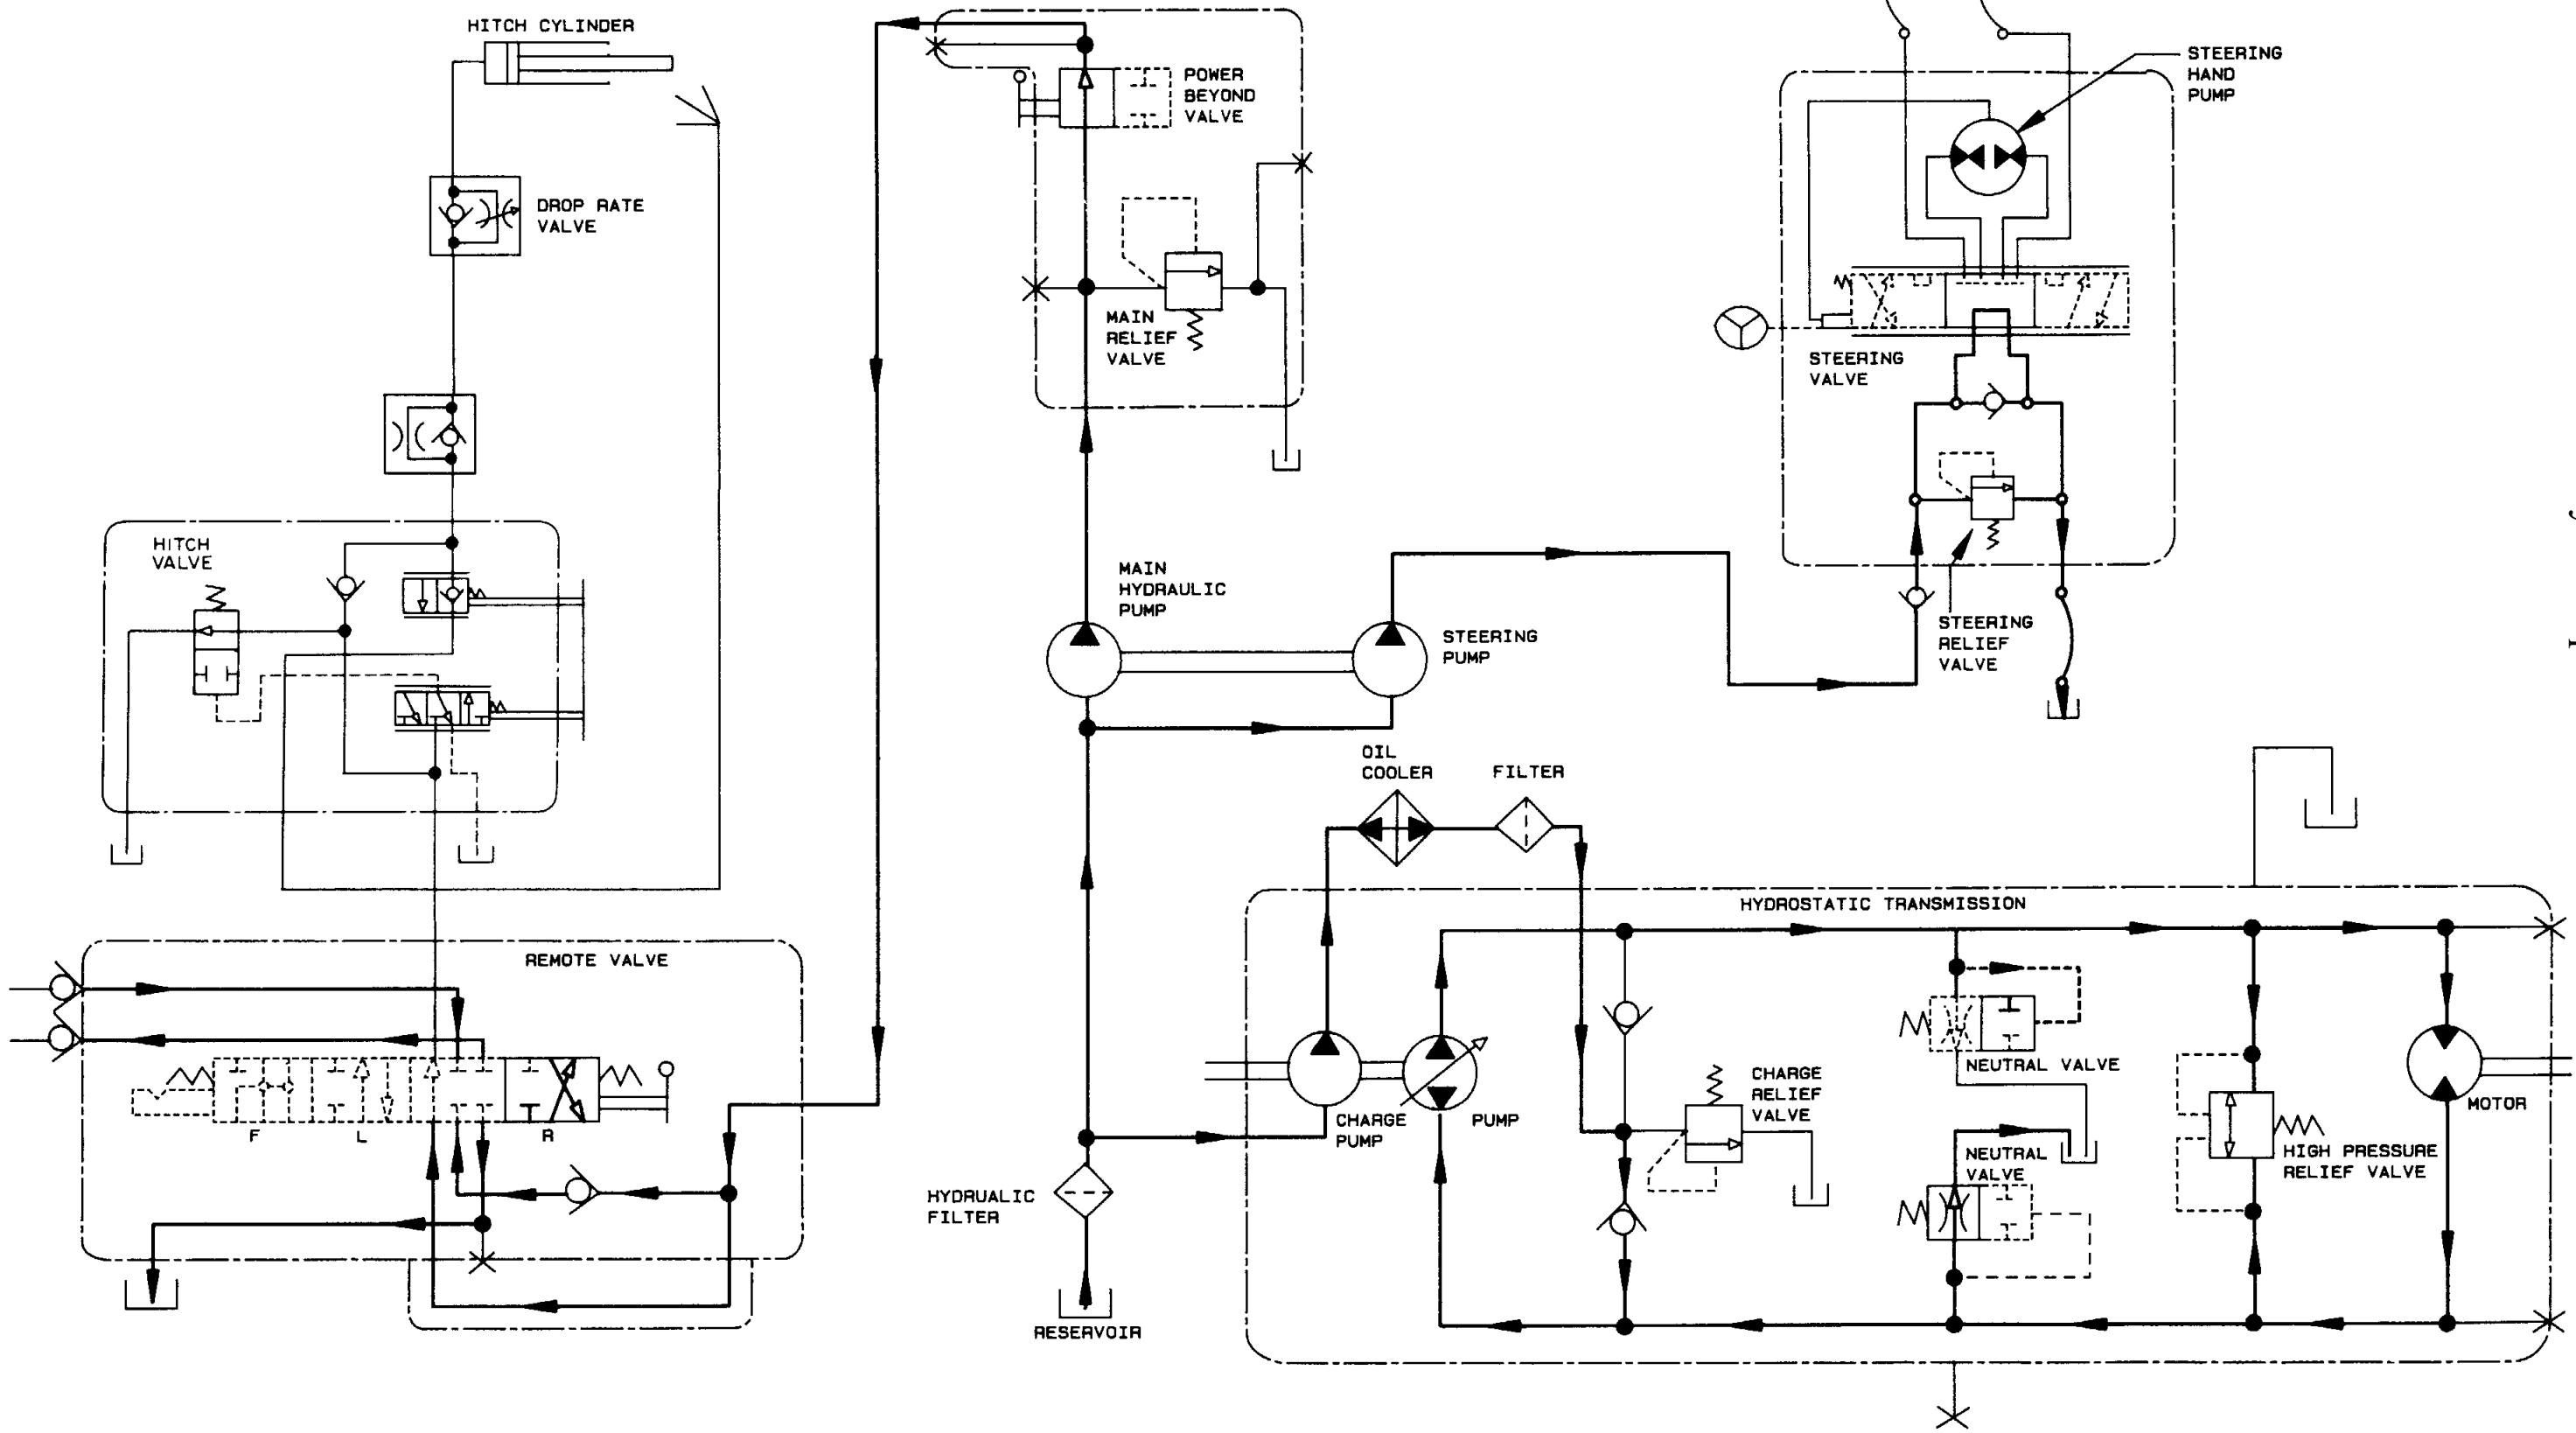 HITCH CYLINDER
DROP RATE
VALVE
HITCH
VALVE
REMOTE VALVE
F
L
R
POWER
BEYOND
VALVE
MAIN
RELIEF
VALVE
MAIN
HYDRAULIC
PUMP
STEERING
PUMP
STEERING
HAND
PUMP
STEERING
VALVE
STEERING
RELIEF
VALVE
OIL
COOLER
FILTER
HYDROSTATIC TRANSMISSION
CHARGE
PUMP
PUMP
CHARGE
RELIEF
VALVE
NEUTRAL VALVE
NEUTRAL
VALVE
MOTOR
HIGH PRESSURE
RELIEF VALVE
HYDRUALIC
FILTER
RESERVOIR